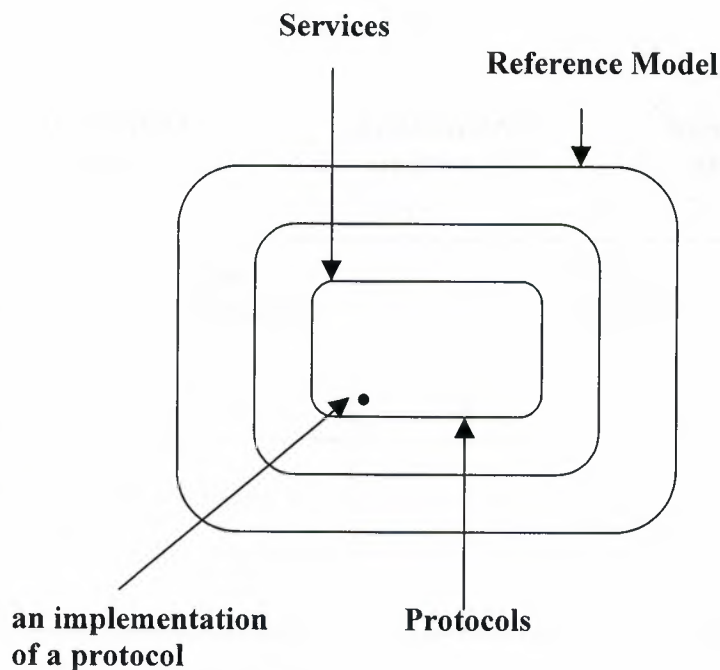 Services
Reference Model
an implementation
of a protocol
Protocols